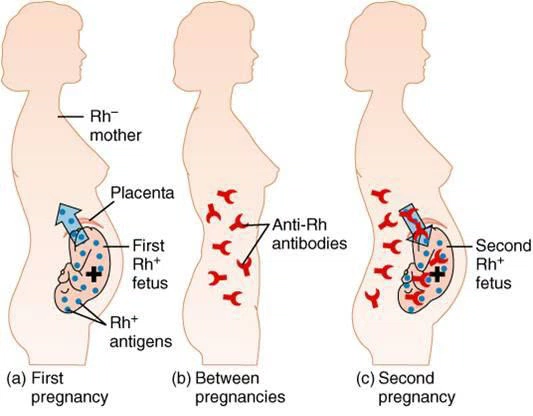 Rh⁻
mother
Placenta
First
Rh⁺
fetus
Rh⁺
antigens
(a) First
pregnancy
Anti-Rh
antibodies
(b) Between
pregnancies
Second
Rh⁺
fetus
(c) Second
pregnancy